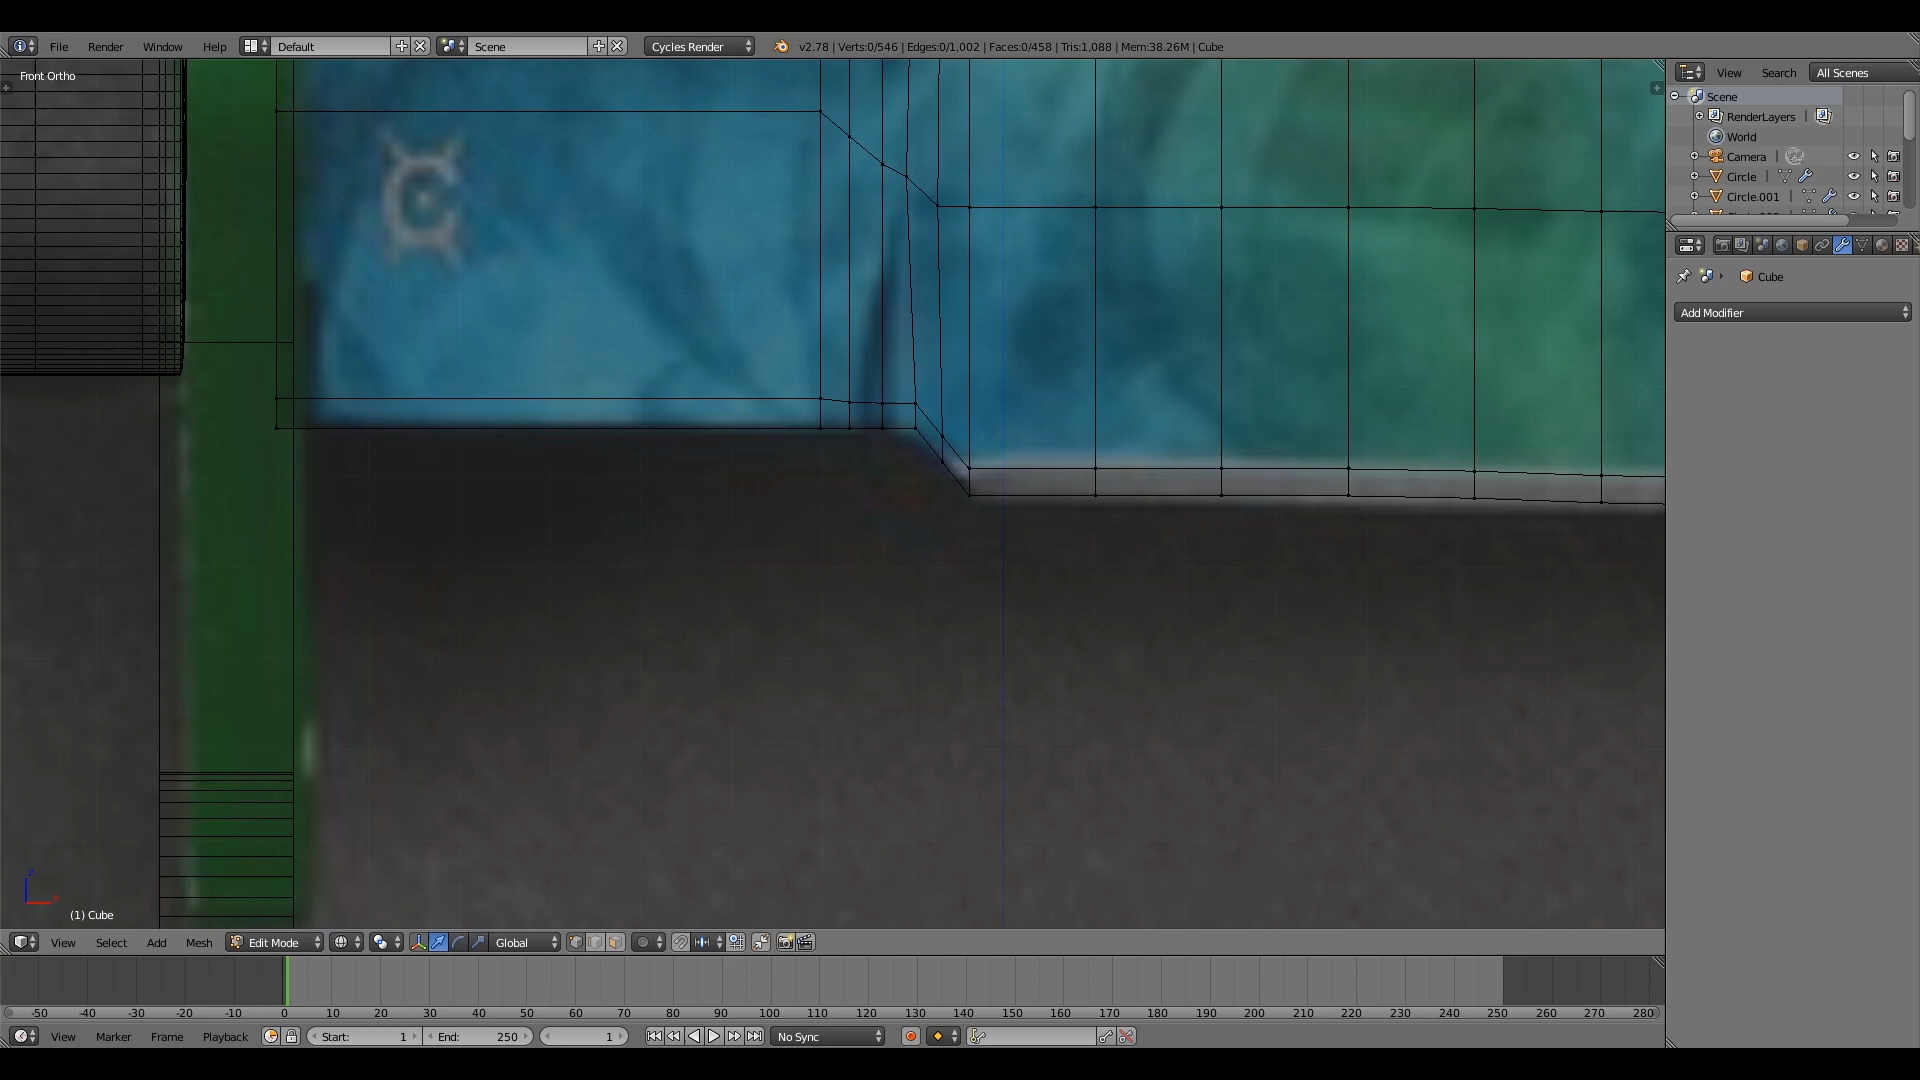 File Render Window Help Default Scene Cycles Render v2.78 | Verts:0/546 | Edges:0/1,002 | Faces:0/458 | Tris:1,088 | Mem:38.26M | Cube
Front Ortho
View Search All Scenes
Scene
RenderLayers
World
Camera
Circle
Circle.001
Cube
Add Modifier
z
(1) Cube
View Select Add Mesh Edit Mode Global
-50 -40 -30 -20 -10 0 10 20 30 40 50 60 70 80 90 100 110 120 130 140 150 160 170 180 190 200 210 220 230 240 250 260 270 280
View Marker Frame Playback Start: 1 End: 250 1 No Sync